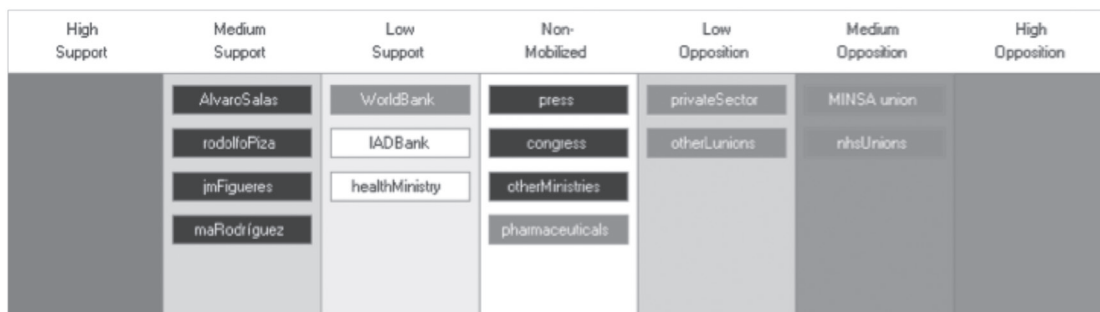 High Support
Medium Support
Low Support
Non-Mobilized
Low Opposition
Medium Opposition
High Opposition
AlvaroSalas
rodolfoPiza
jmFigueres
maRodríguez
WorldBank
IADBank
healthMinistry
press
congress
otherMinistries
pharmaceuticals
privateSector
otherLunions
MINSA union
nhsUnions